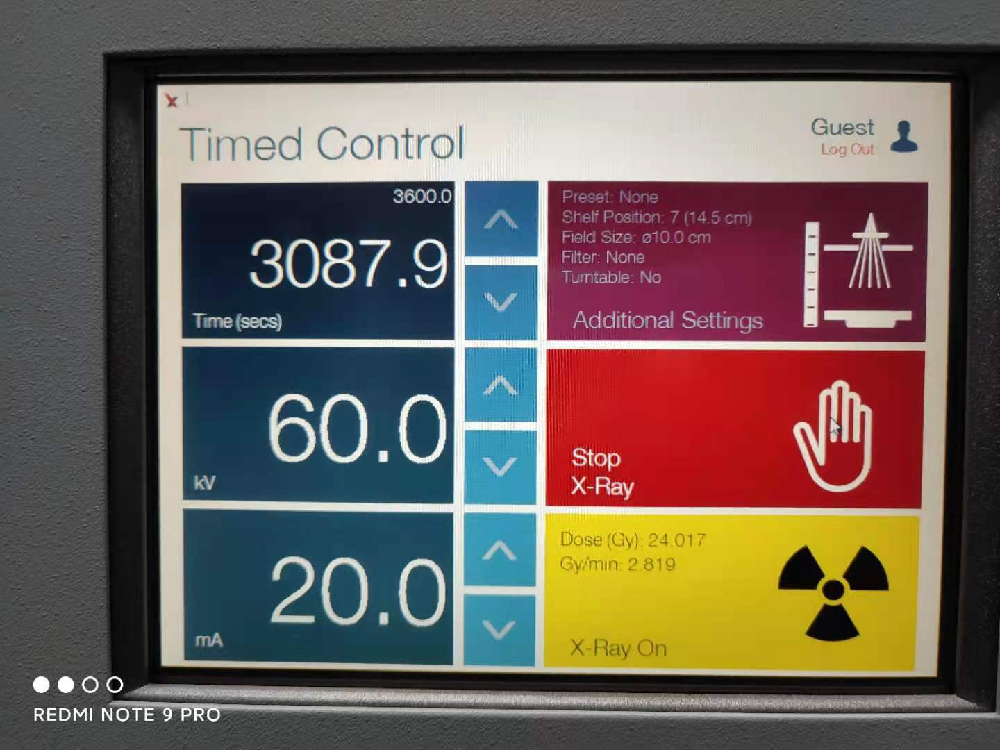 Timed Control
Guest
Log Out
3600.0
3087.9
Time (secs)
60.0
kV
20.0
mA
Preset: None
Shelf Position: 7 (14.5 cm)
Field Size: ø10.0 cm
Filter: None
Turntable: No
Additional Settings
Stop
X-Ray
Dose (Gy): 24.017
Gy/min: 2.819
X-Ray On
REDMI NOTE 9 PRO